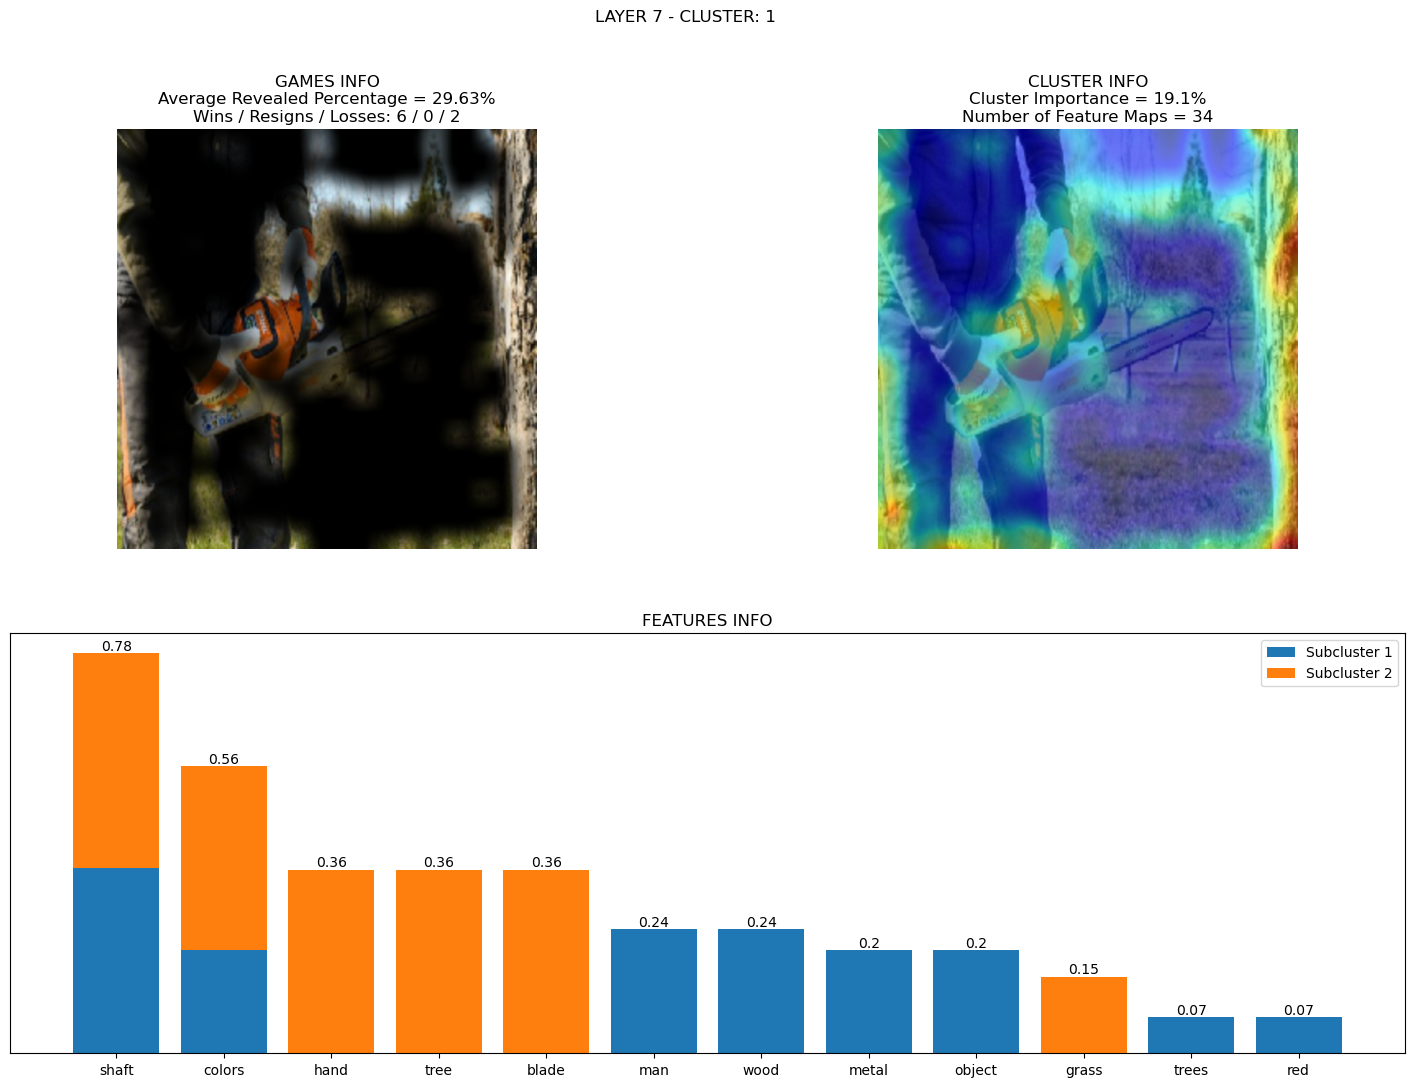 LAYER 7 - CLUSTER: 1
GAMES INFO
Average Revealed Percentage = 29.63%
Wins / Resigns / Losses: 6 / 0 / 2
CLUSTER INFO
Cluster Importance = 19.1%
Number of Feature Maps = 34
FEATURES INFO
Subcluster 1
Subcluster 2
0.78
0.56
0.36
0.36
0.36
0.24
0.24
0.2
0.2
0.15
0.07
0.07
shaft
colors
hand
tree
blade
man
wood
metal
object
grass
trees
red